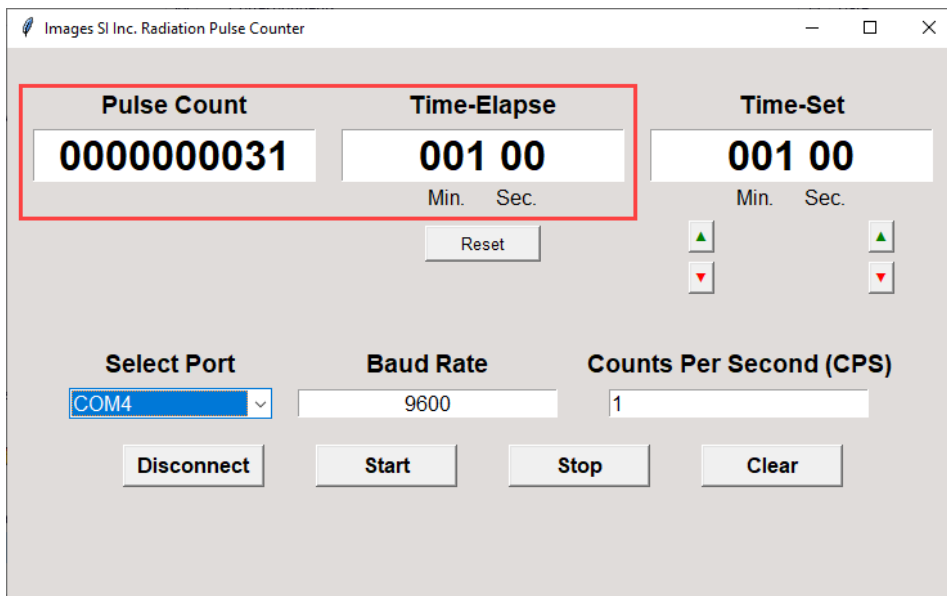 Images SI Inc. Radiation Pulse Counter
Pulse Count Time-Elapse Time-Set
0000000031 001 00 001 00
Min. Sec. Min. Sec.
Reset
Select Port Baud Rate Counts Per Second (CPS)
COM4 9600 1
Disconnect Start Stop Clear